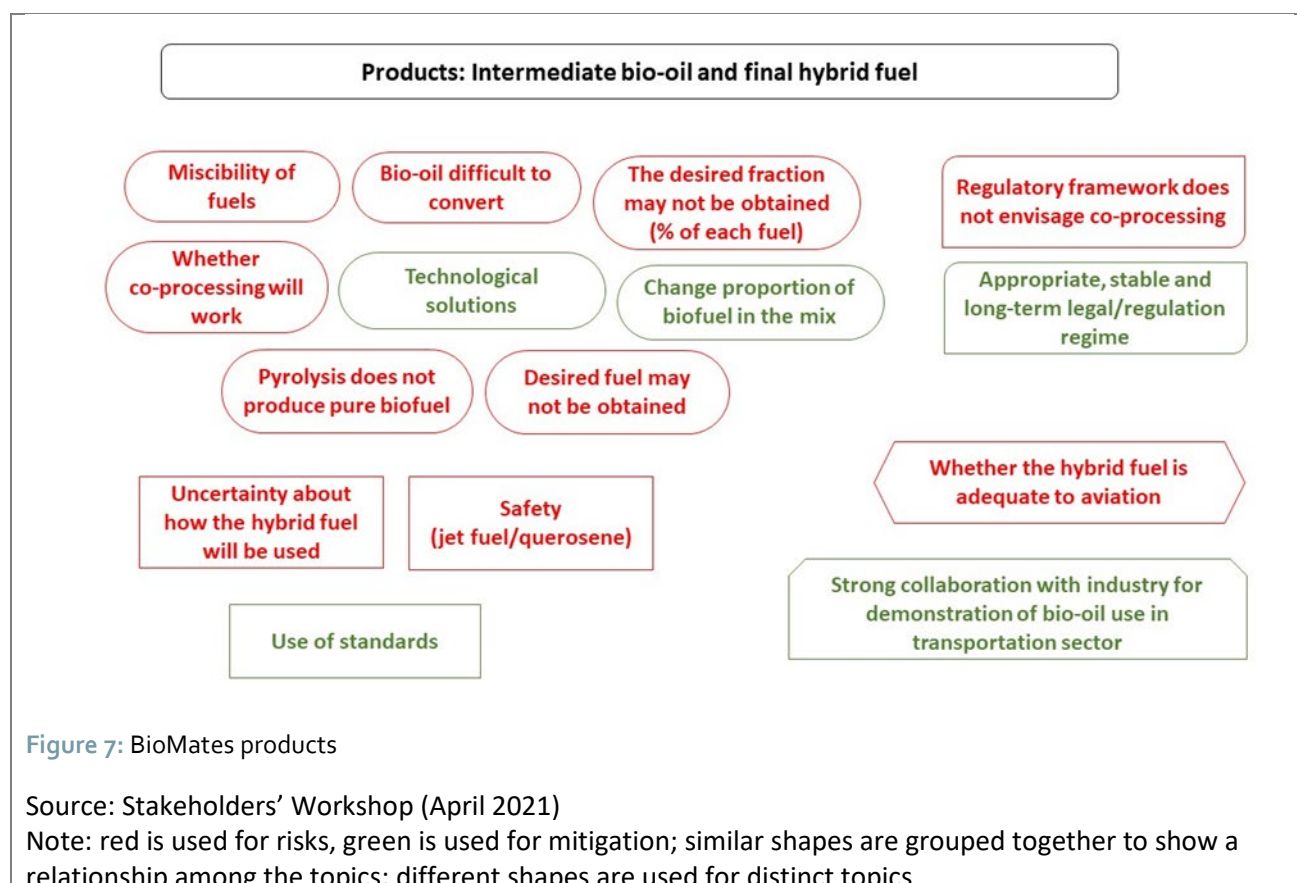 Products: Intermediate bio-oil and final hybrid fuel
Miscibility of
fuels
Bio-oil difficult to
convert
The desired fraction
may not be obtained
(% of each fuel)
Regulatory framework does
not envisage co-processing
Whether
co-processing will
work
Technological
solutions
Change proportion of
biofuel in the mix
Appropriate, stable and
long-term legal/regulation
regime
Pyrolysis does not
produce pure biofuel
Desired fuel may
not be obtained
Whether the hybrid fuel is
adequate to aviation
Uncertainty about
how the hybrid fuel
will be used
Safety
(jet fuel/querosene)
Strong collaboration with industry for
demonstration of bio-oil use in
transportation sector
Use of standards
Figure 7: BioMates products
Source: Stakeholders’ Workshop (April 2021)
Note: red is used for risks, green is used for mitigation; similar shapes are grouped together to show a
relationship among the topics; different shapes are used for distinct topics